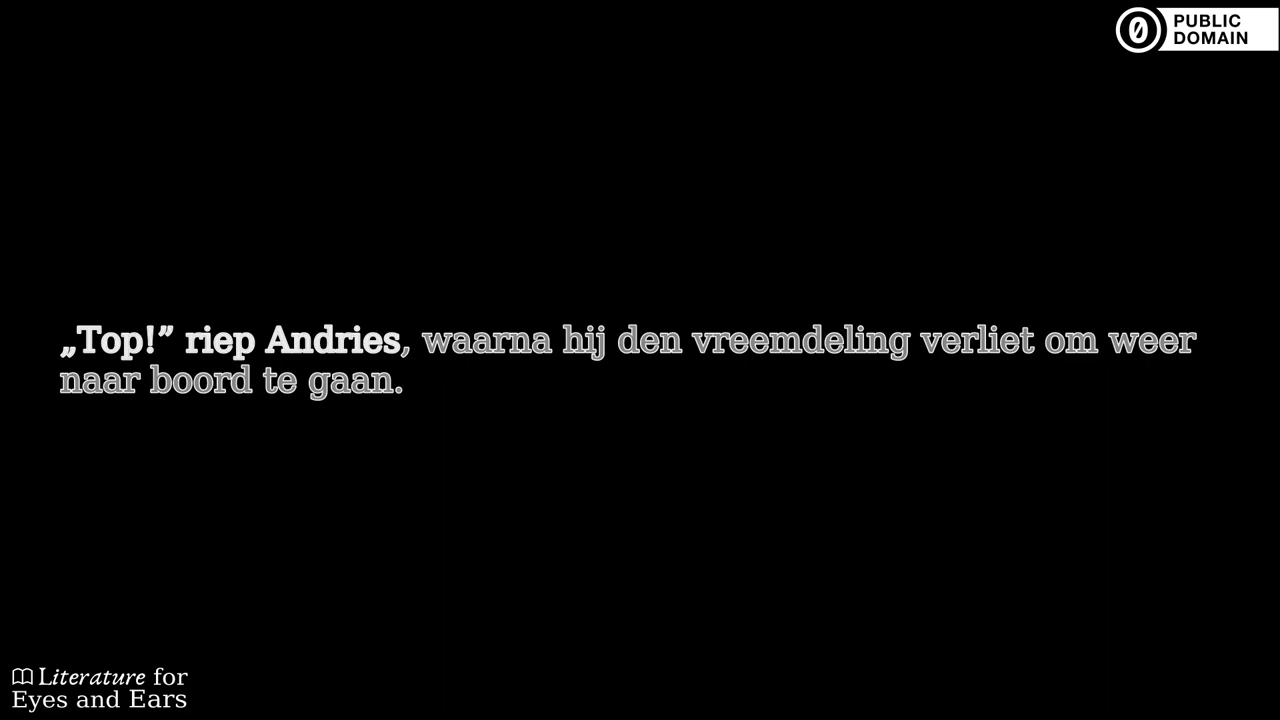 PUBLIC
DOMAIN
„Top!” riep Andries, waarna hij den vreemdeling verliet om weer
naar boord te gaan.
Literature for
Eyes and Ears